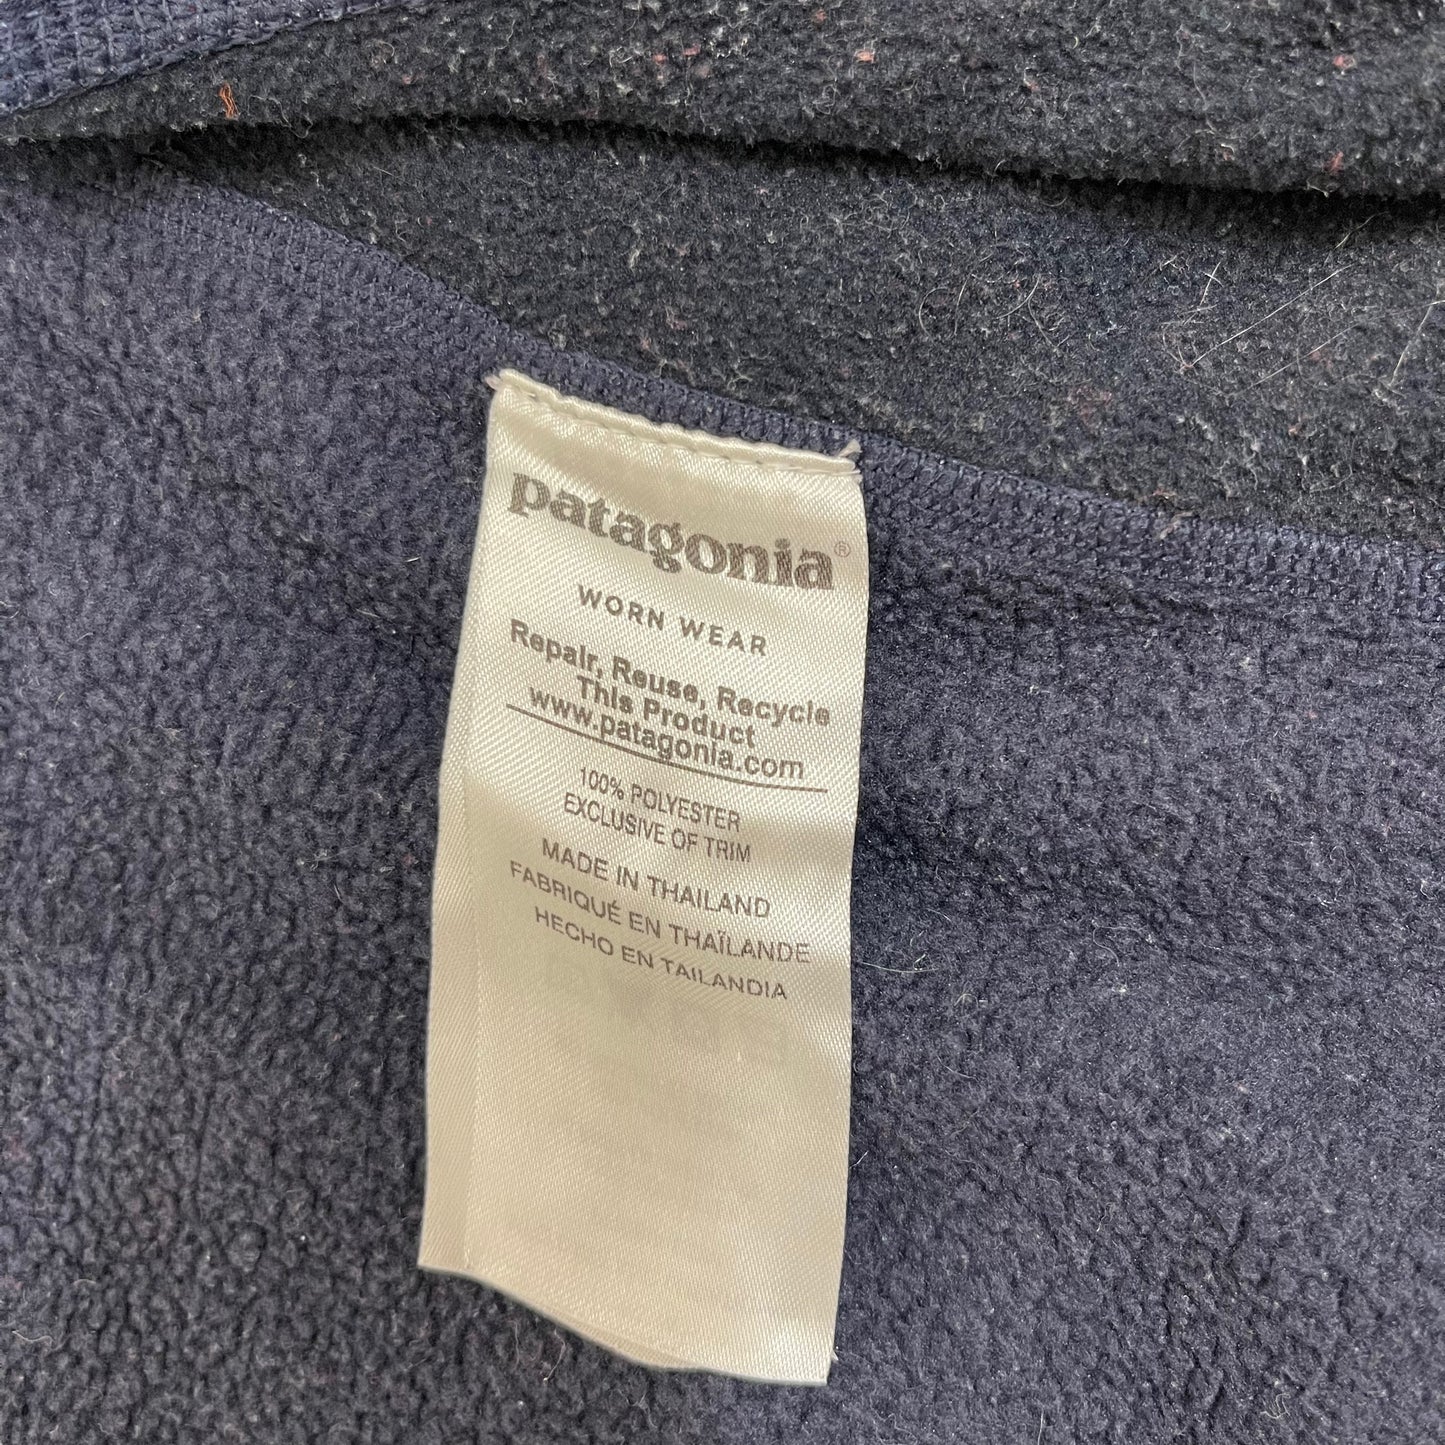 patagonia®
WORN WEAR
Repair, Reuse, Recycle
This Product
www.patagonia.com
100% POLYESTER
EXCLUSIVE OF TRIM
MADE IN THAILAND
FABRIQUÉ EN THAÏLANDE
HECHO EN TAILANDIA